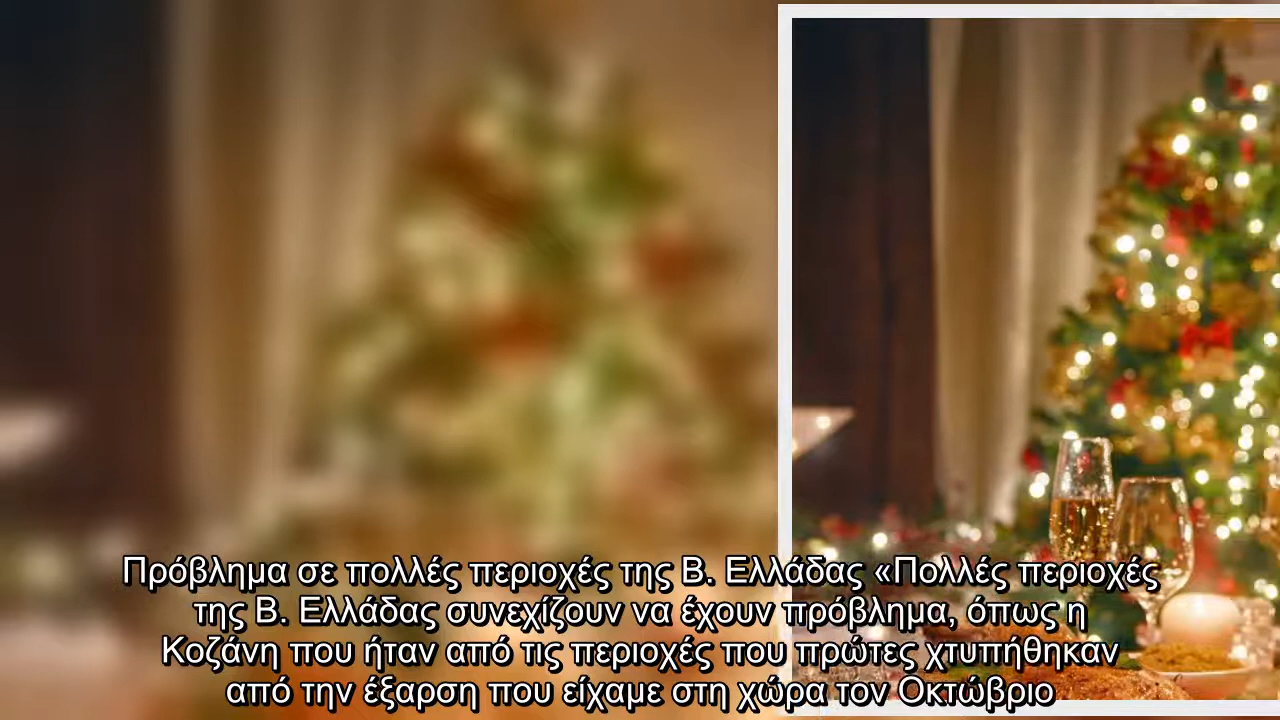 Πρόβλημα σε πολλές περιοχές της Β. Ελλάδας «Πολλές περιοχές
της Β. Ελλάδας συνεχίζουν να έχουν πρόβλημα, όπως η
Κοζάνη που ήταν από τις περιοχές που πρώτες χτυπήθηκαν
από την έξαρση που είχαμε στη χώρα τον Οκτώβριο